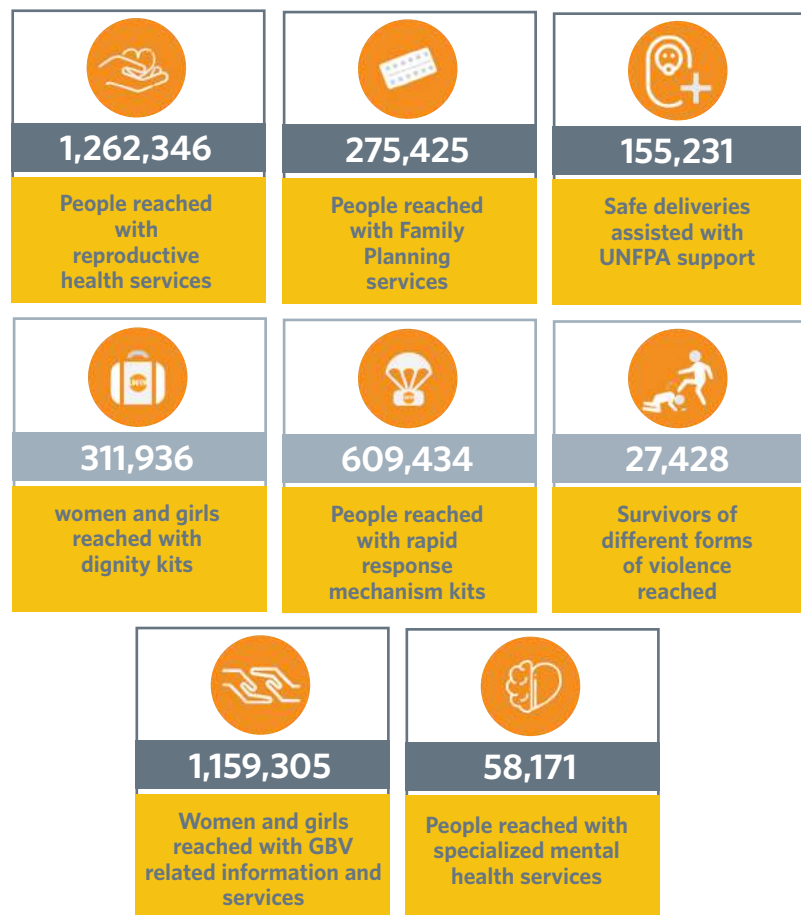 1,262,346
People reached
with
reproductive
health services
275,425
People reached
with Family
Planning
services
155,231
Safe deliveries
assisted with
UNFPA support
311,936
women and girls
reached with
dignity kits
609,434
People reached
with rapid
response
mechanism kits
27,428
Survivors of
different forms
of violence
reached
1,159,305
Women and girls
reached with GBV
related information and
services
58,171
People reached with
specialized mental
health services